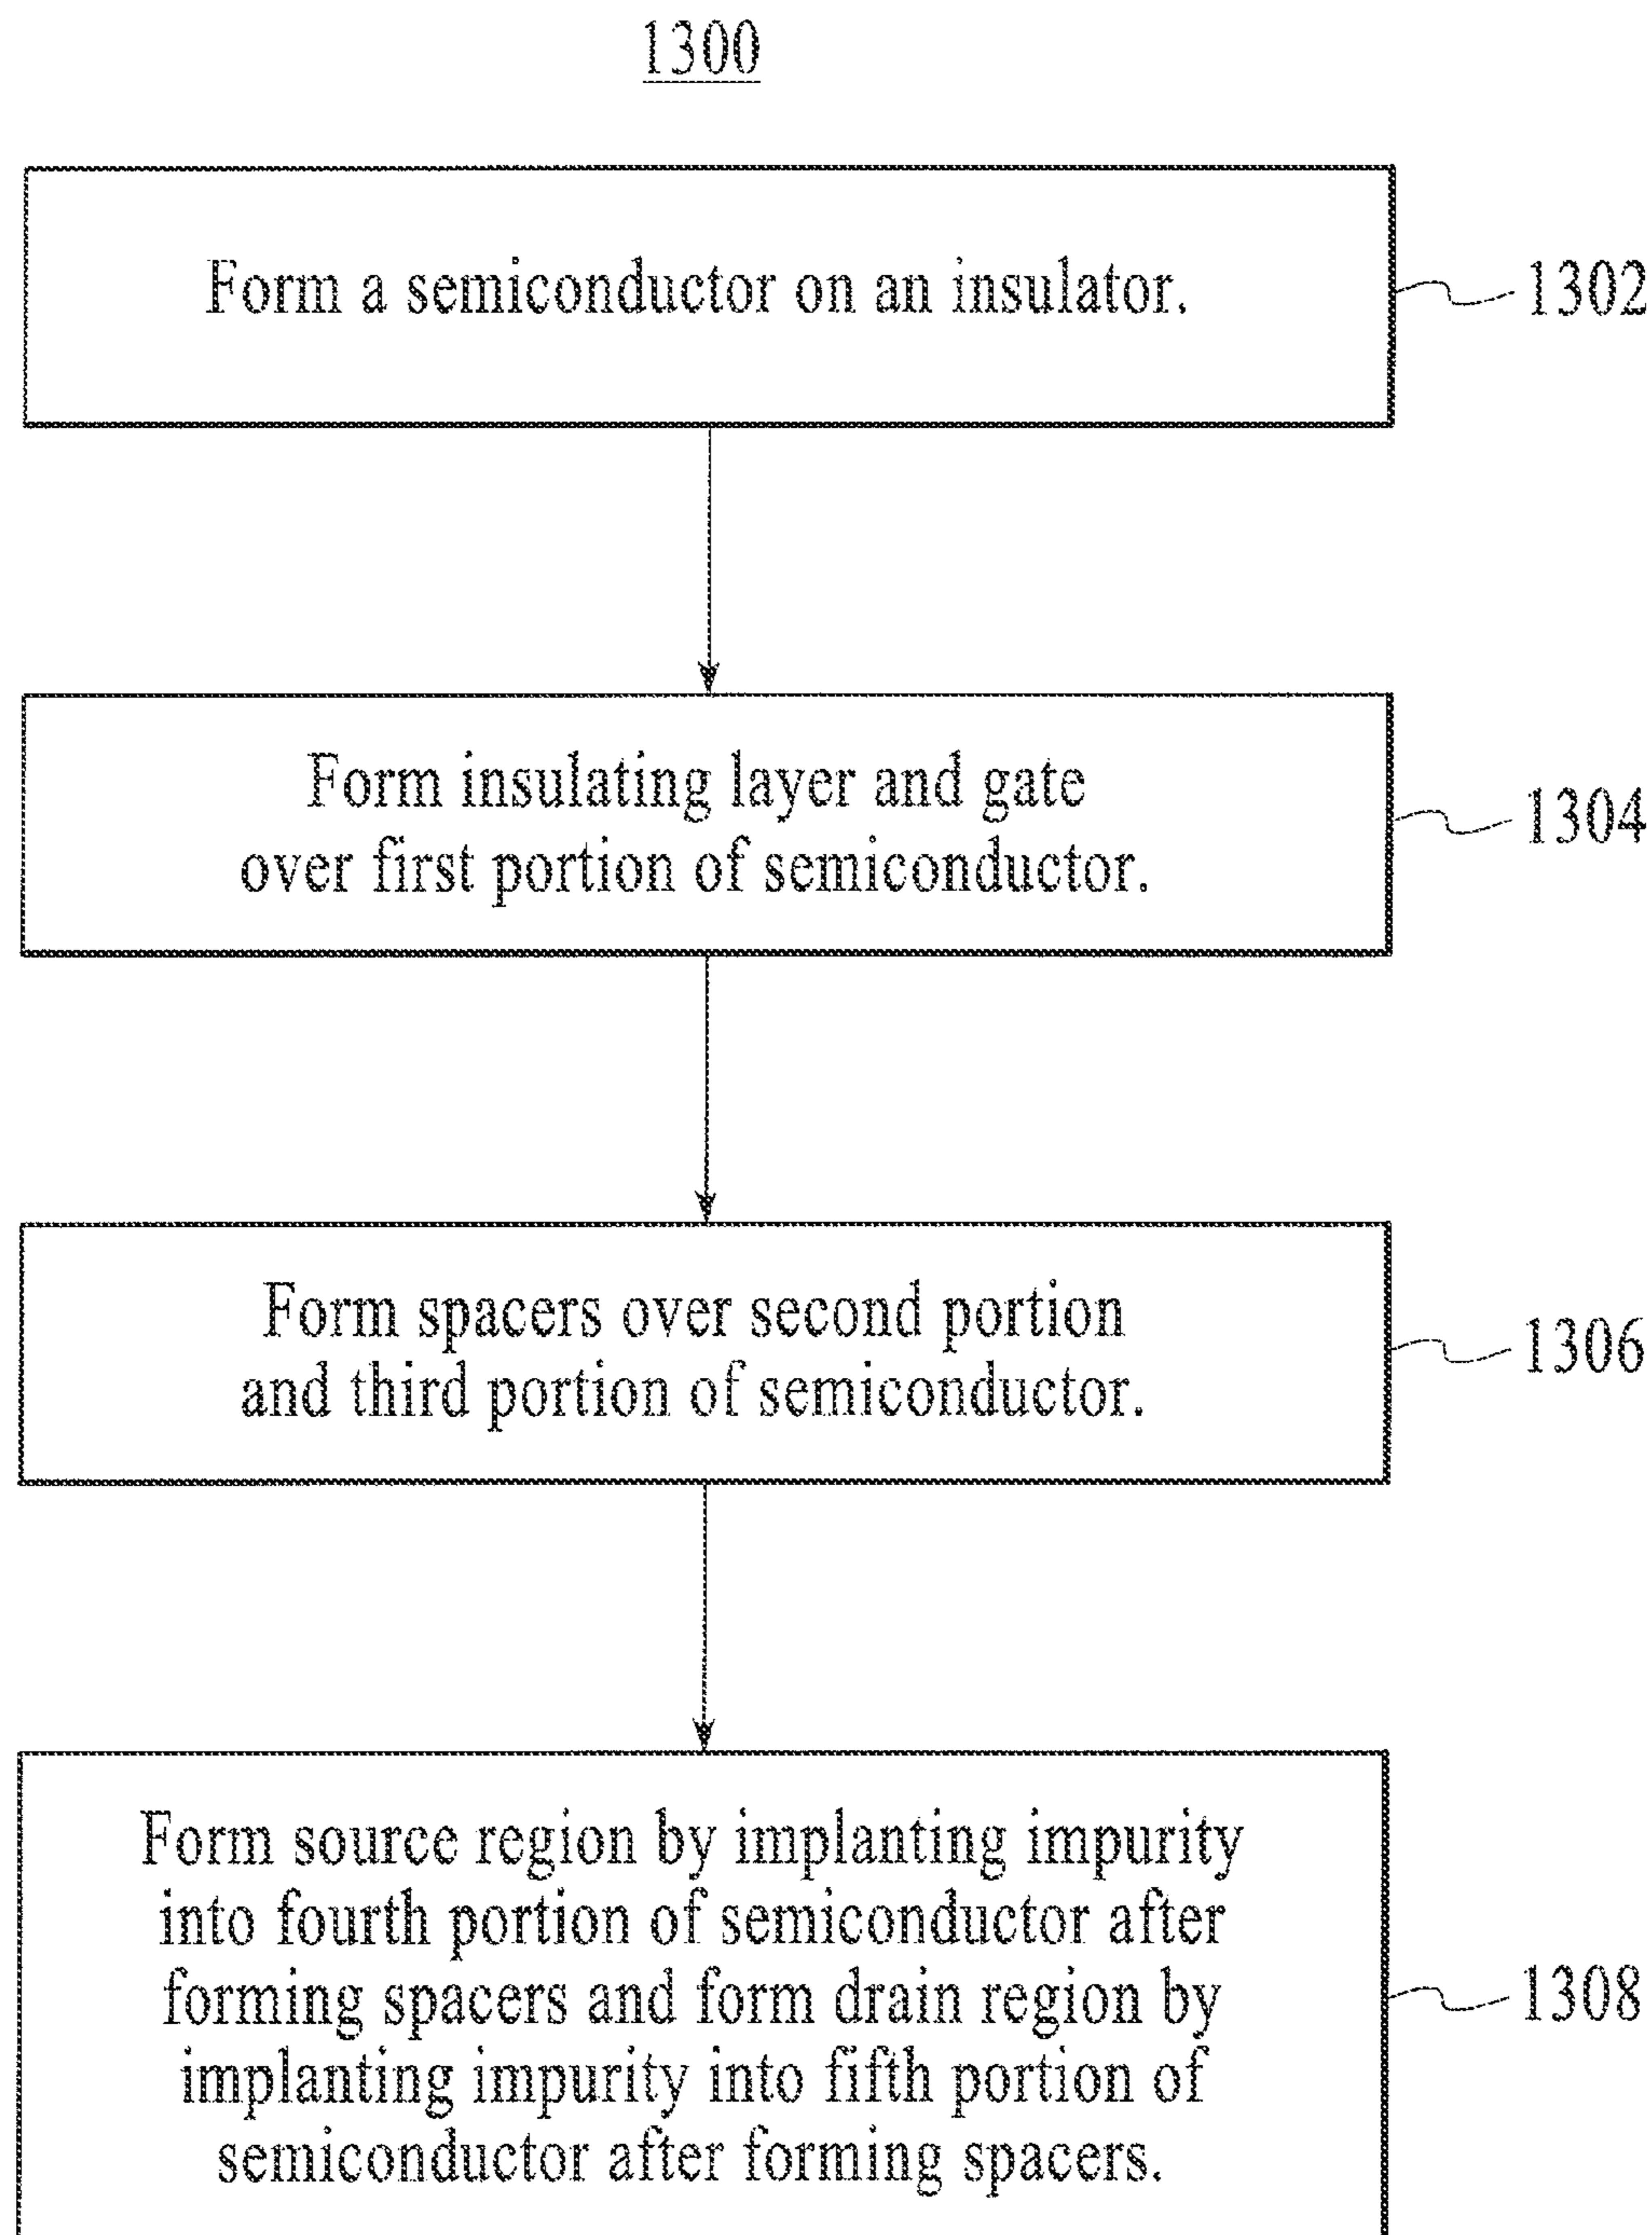 1300
Form a semiconductor on an insulator.
1302
Form insulating layer and gate
over first portion of semiconductor.
1304
Form spacers over second portion
and third portion of semiconductor.
1306
Form source region by implanting impurity
into fourth portion of semiconductor after
forming spacers and form drain region by
implanting impurity into fifth portion of
semiconductor after forming spacers.
1308